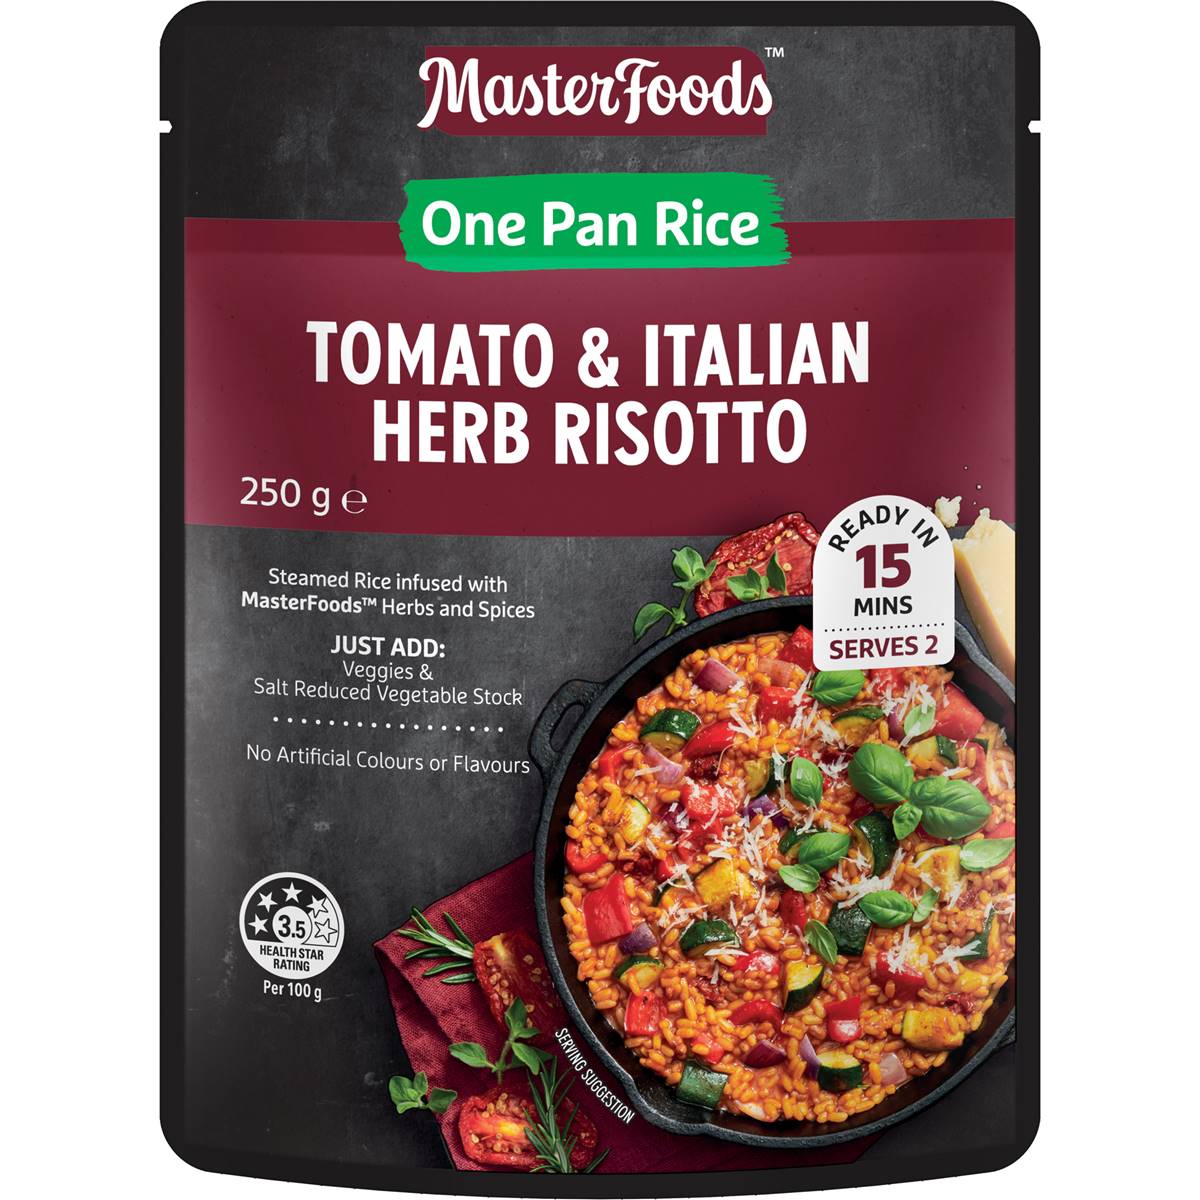 MasterFoods™
One Pan Rice
TOMATO & ITALIAN
HERB RISOTTO
250 g ℮
Steamed Rice infused with
MasterFoods™ Herbs and Spices
JUST ADD:
Veggies &
Salt Reduced Vegetable Stock
No Artificial Colours or Flavours
READY IN
15
MINS
SERVES 2
3.5
HEALTH STAR
RATING
Per 100 g
SERVING SUGGESTION